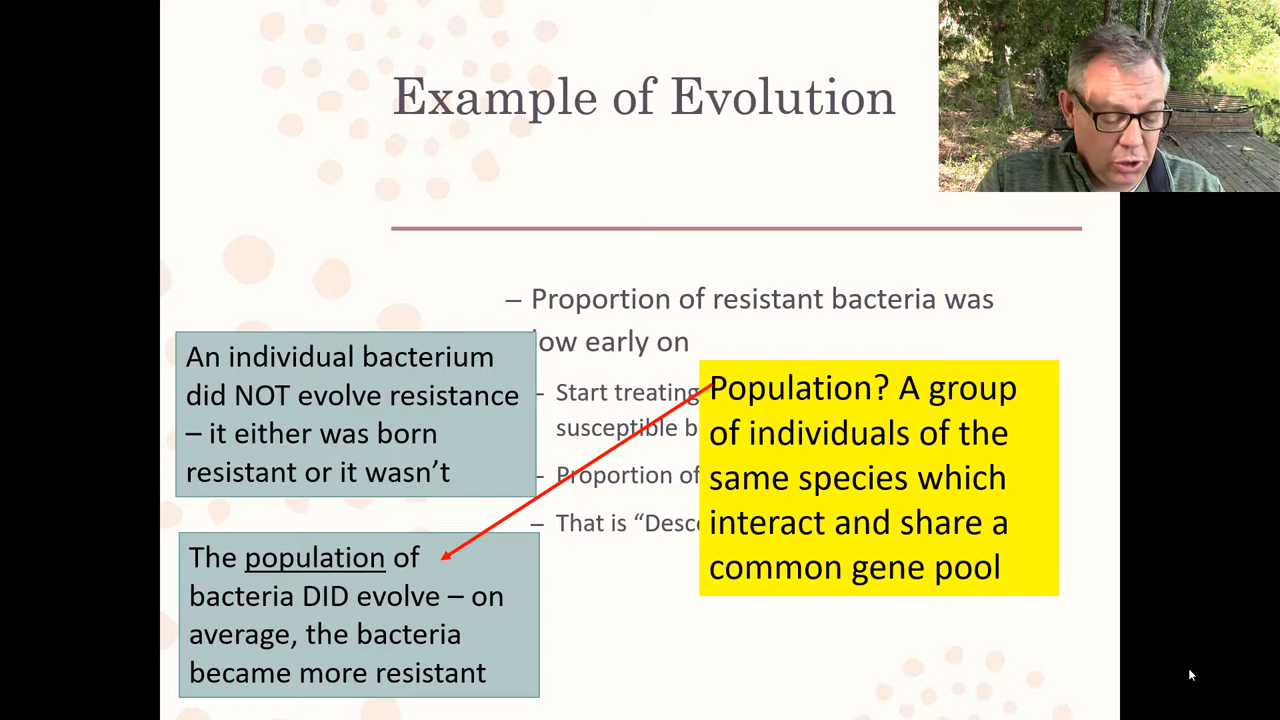 Example of Evolution
– Proportion of resistant bacteria was
ow early on
– Start treating
susceptible b
– Proportion of
– That is “Desc
An individual bacterium
did NOT evolve resistance
– it either was born
resistant or it wasn’t
The population of
bacteria DID evolve – on
average, the bacteria
became more resistant
Population? A group
of individuals of the
same species which
interact and share a
common gene pool